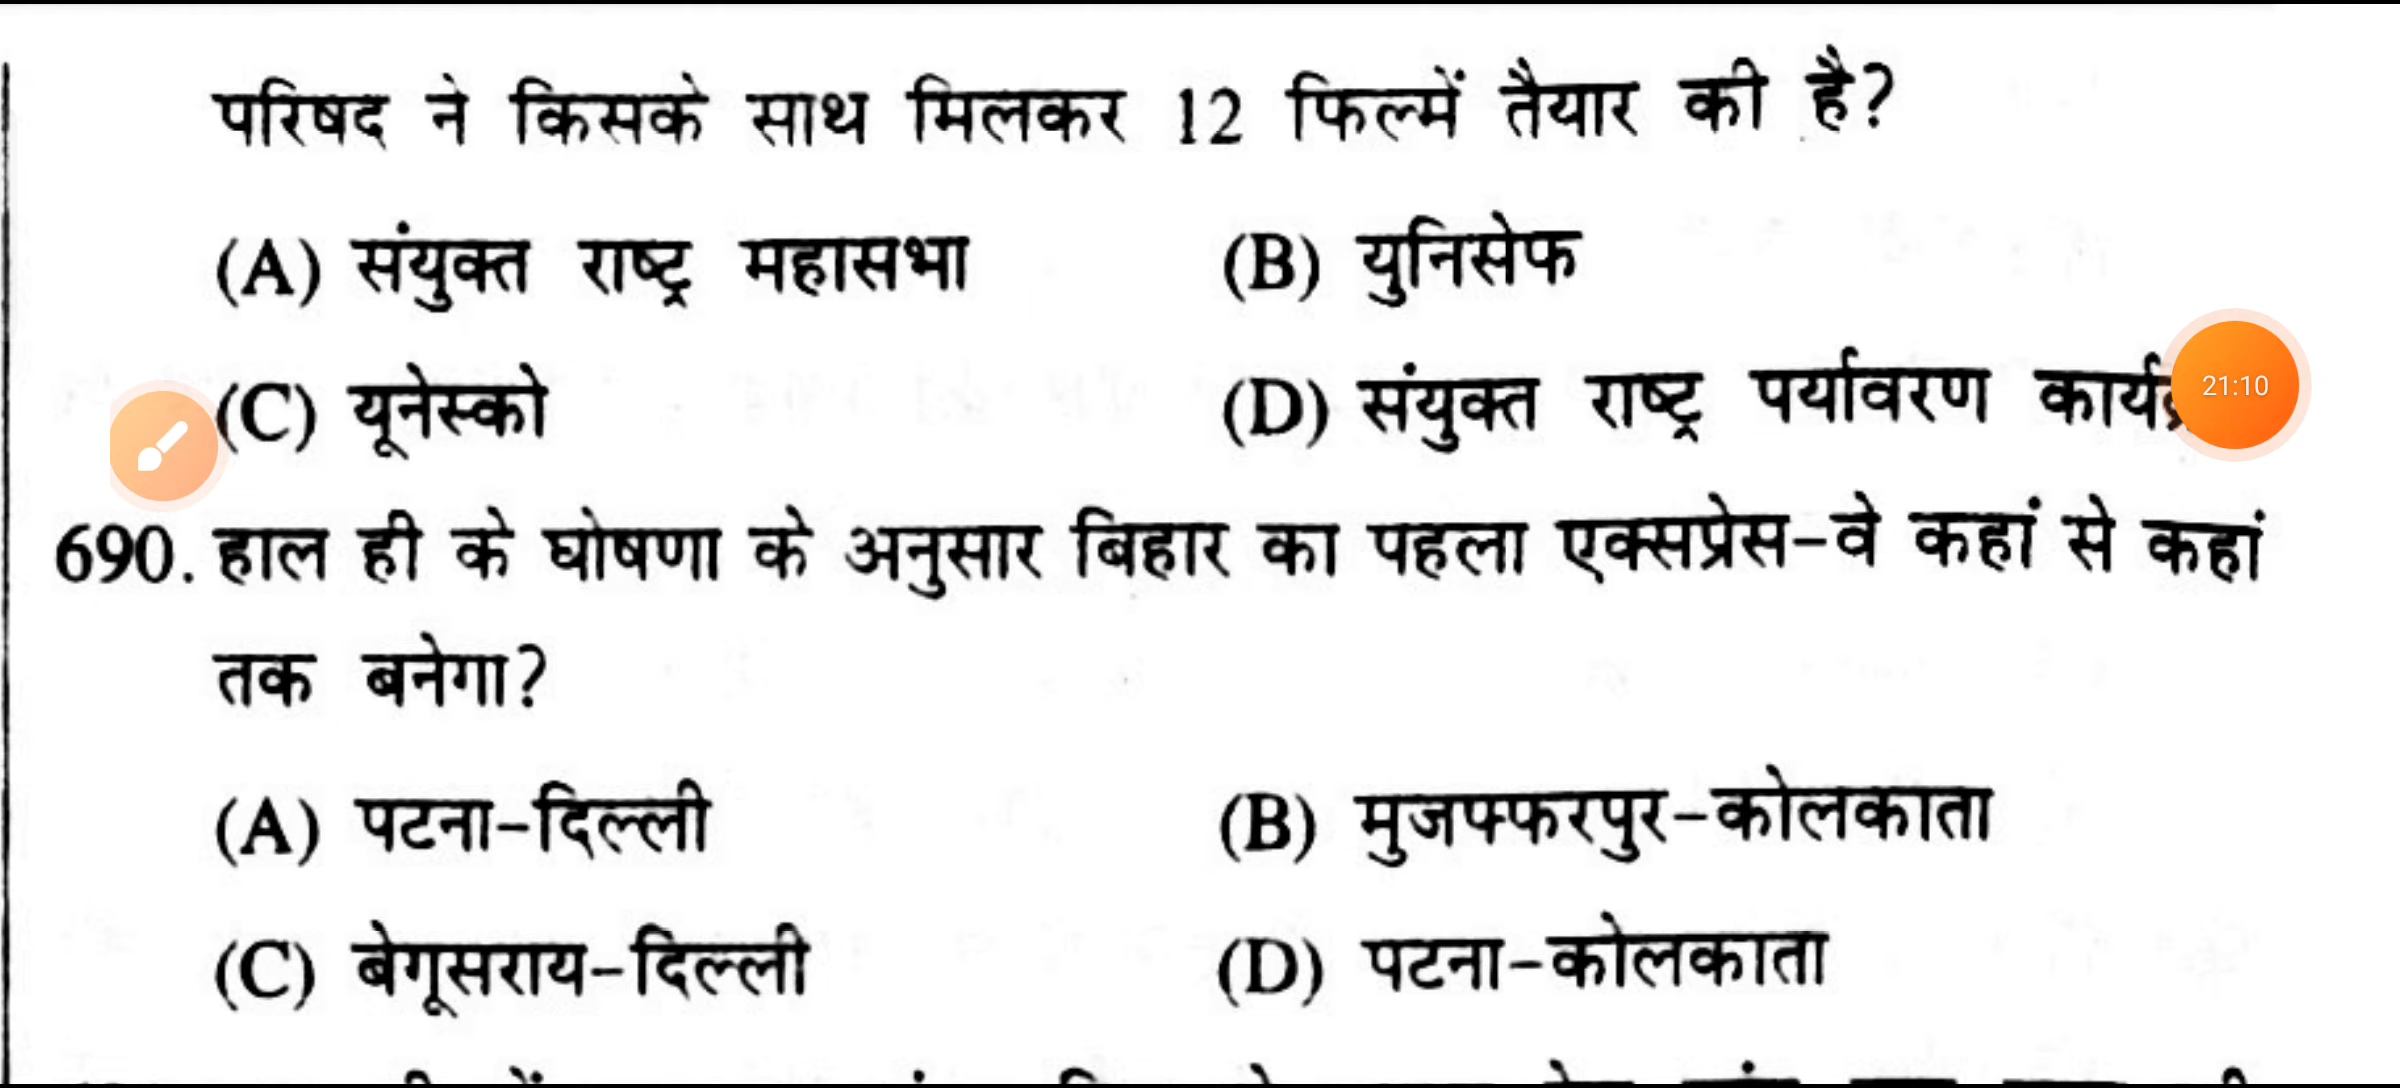 परिषद ने किसके साथ मिलकर 12 फिल्में तैयार की है?
(A) संयुक्त राष्ट्र महासभा (B) युनिसेफ
(C) यूनेस्को (D) संयुक्त राष्ट्र पर्यावरण
21:10
690. हाल ही के घोषणा के अनुसार बिहार का पहला एक्सप्रेस-वे कहां से कहां
तक बनेगा?
(A) पटना-दिल्ली (B) मुजफ्फरपुर-कोलकाता
(C) बेगूसराय-दिल्ली (D) पटना-कोलकाता